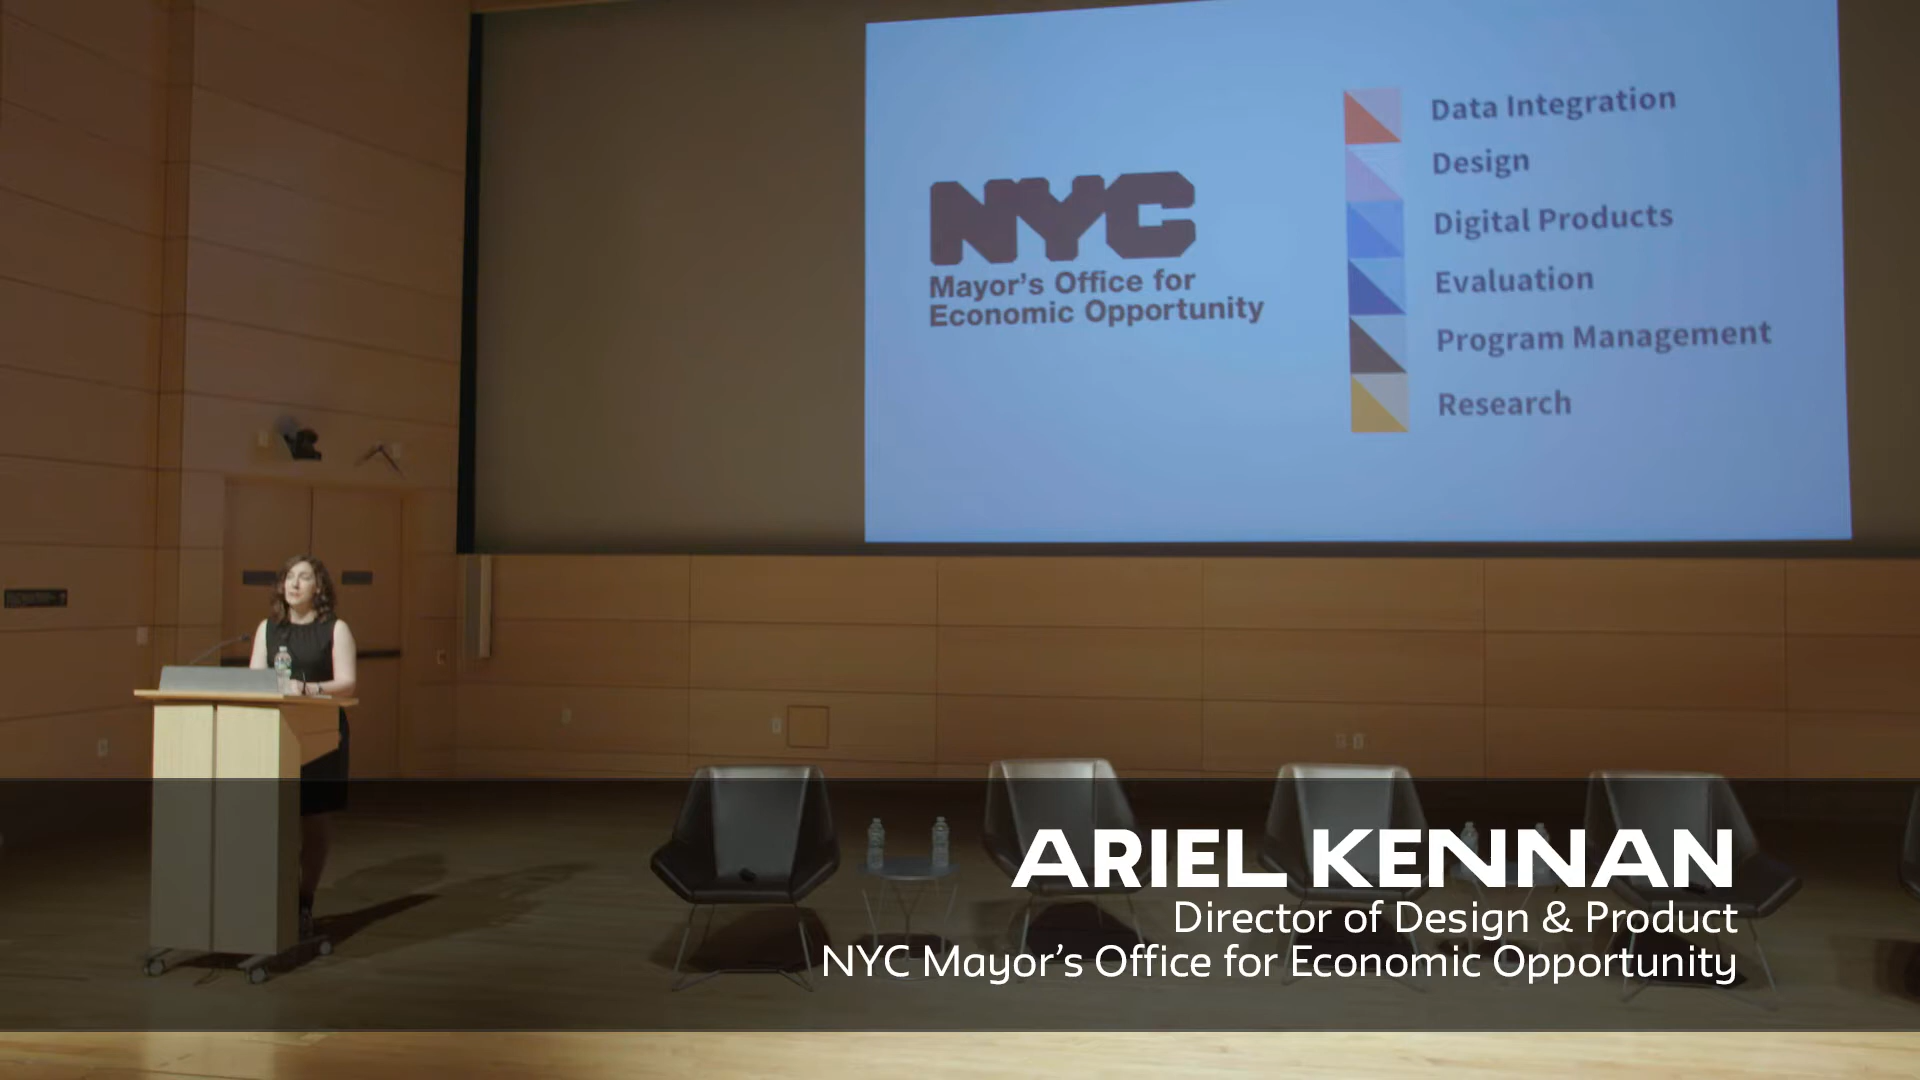 NYC
Mayor's Office for
Economic Opportunity
Data Integration
Design
Digital Products
Evaluation
Program Management
Research
ARIEL KENNAN
Director of Design & Product
NYC Mayor's Office for Economic Opportunity